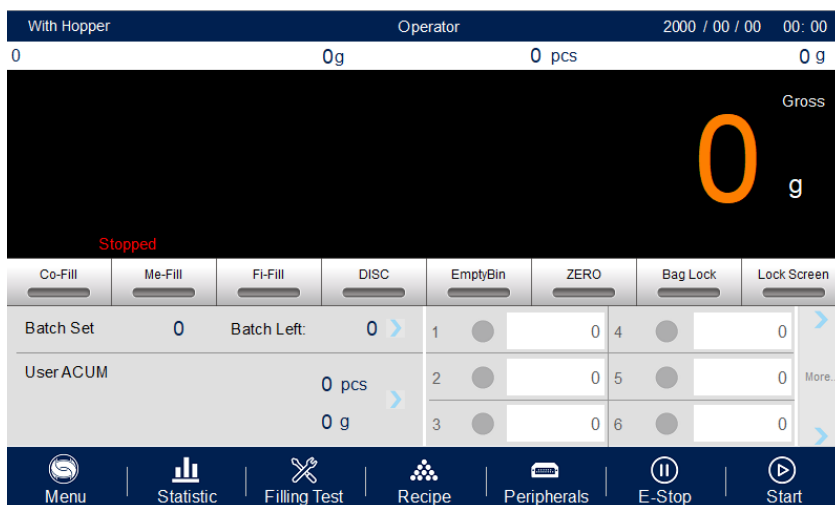 With Hopper Operator 2000 / 00 / 00 00: 00
0 0g 0 pcs 0 g
Gross
0 g
Stopped
Co-Fill Me-Fill Fi-Fill DISC EmptyBin ZERO Bag Lock Lock Screen
Batch Set 0 Batch Left: 0 1 0 4 0
User ACUM 0 pcs 2 0 5 0 More..
0 g 3 0 6 0
Menu Statistic Filling Test Recipe Peripherals E-Stop Start